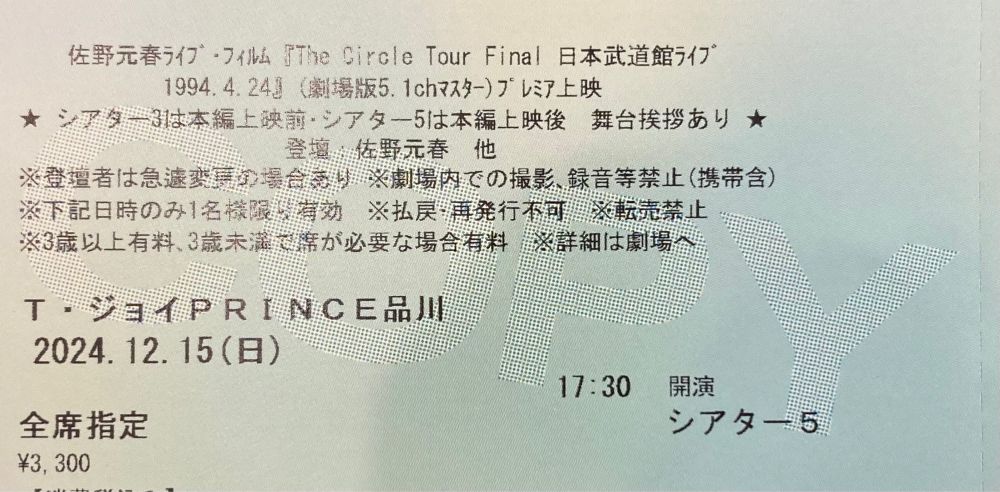 佐野元春ﾗｲﾌﾞ･ﾌｨﾙﾑ『The Circle Tour Final 日本武道館ﾗｲﾌﾞ
1994.4.24』(劇場版5.1chﾏｽﾀｰ)ﾌﾟﾚﾐｱ上映
★ シアター3は本編上映前･シアター5は本編上映後 舞台挨拶あり ★
登壇：佐野元春 他
※登壇者は急遽変更の場合あり ※劇場内での撮影､録音等禁止(携帯含)
※下記日時のみ1名様限り有効 ※払戻･再発行不可 ※転売禁止
※3歳以上有料､3歳未満で席が必要な場合有料 ※詳細は劇場へ
COPY
Ｔ・ジョイＰＲＩＮＣＥ品川
2024.12.15(日)
17:30 開演
シアター５
全席指定
¥3,300